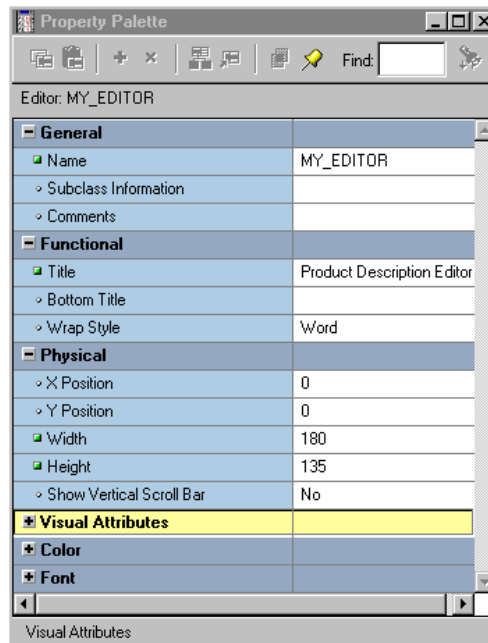 Property Palette
Find:
Editor: MY_EDITOR
General
Name MY_EDITOR
Subclass Information
Comments
Functional
Title Product Description Editor
Bottom Title
Wrap Style Word
Physical
X Position 0
Y Position 0
Width 180
Height 135
Show Vertical Scroll Bar No
Visual Attributes
Color
Font
Visual Attributes